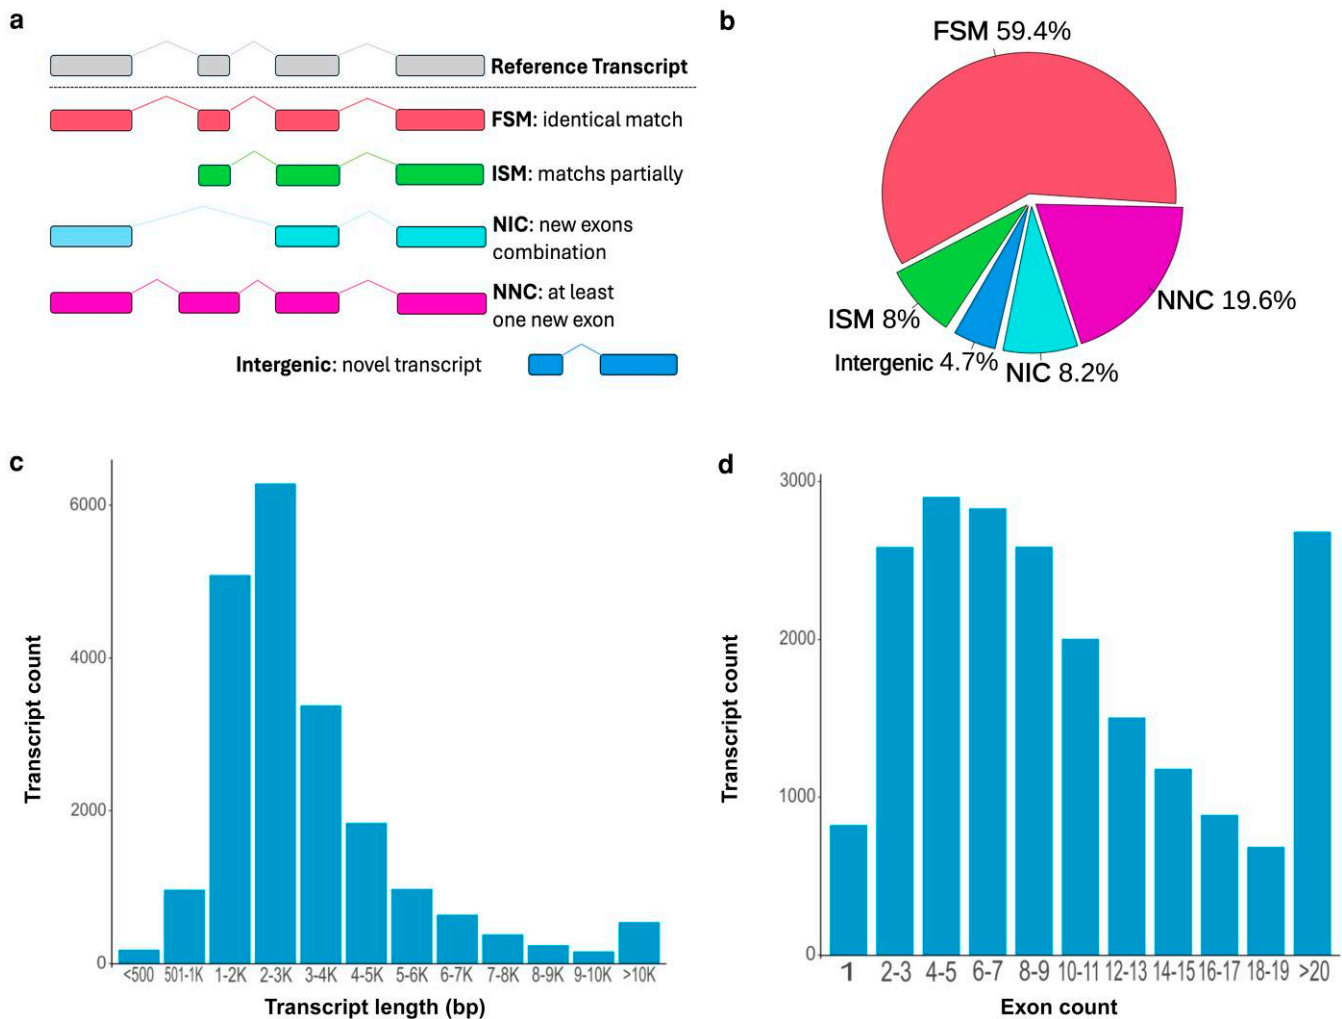 a
Reference Transcript
FSM: identical match
ISM: matchs partially
NIC: new exons
combination
NNC: at least
one new exon
Intergenic: novel transcript
b
FSM 59.4%
NNC 19.6%
ISM 8%
Intergenic 4.7%
NIC 8.2%
c
Transcript count
6000
4000
2000
0
<500 501-1K 1-2K 2-3K 3-4K 4-5K 5-6K 6-7K 7-8K 8-9K 9-10K >10K
Transcript length (bp)
d
Transcript count
3000
2000
1000
0
1 2-3 4-5 6-7 8-9 10-11 12-13 14-15 16-17 18-19 >20
Exon count